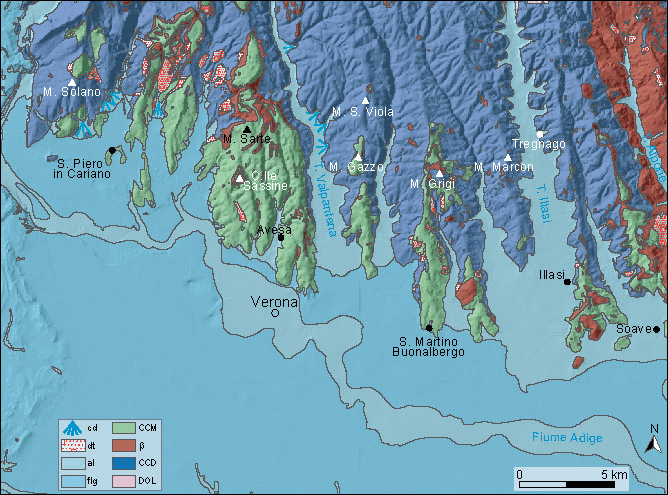 M. Solano
M. S. Viola
M. Sarte
Tregnago
S. Piero
in Cariano
M. Gazzo
M. Marcon
C.lle
Sassine
M. Grigi
T. Valpantena
T. Illasi
Avesa
Illasi
Verona
Soave
S. Martino
Buonalbergo
Fiume Adige
N
cd
CCM
dt
β
al
CCD
flg
DOL
0
5 km